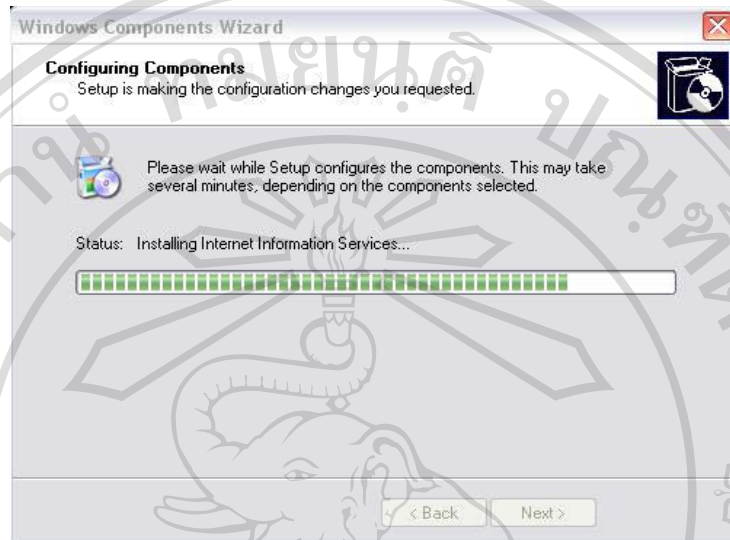 Windows Components Wizard
Configuring Components
Setup is making the configuration changes you requested.
Please wait while Setup configures the components. This may take
several minutes, depending on the components selected.
Status: Installing Internet Information Services...
< Back
Next >